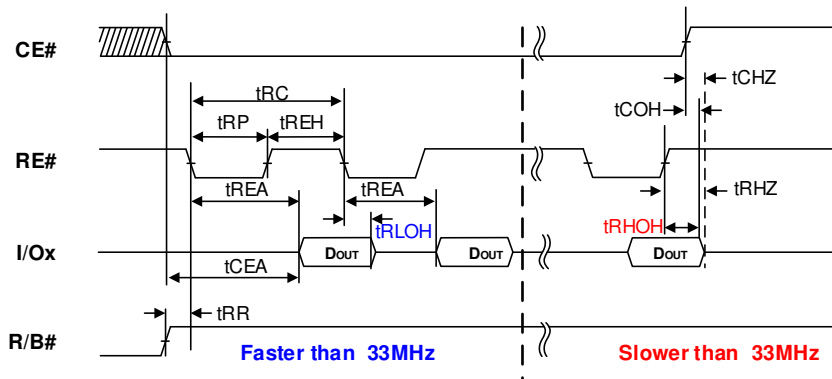 CE#
tCHZ
tRC
tCOH
tRP
tREH
RE#
tREA
tREA
tRHZ
tRLOH
tRHOH
I/Ox
DOUT
DOUT
DOUT
tCEA
tRR
R/B#
Faster than 33MHz
Slower than 33MHz